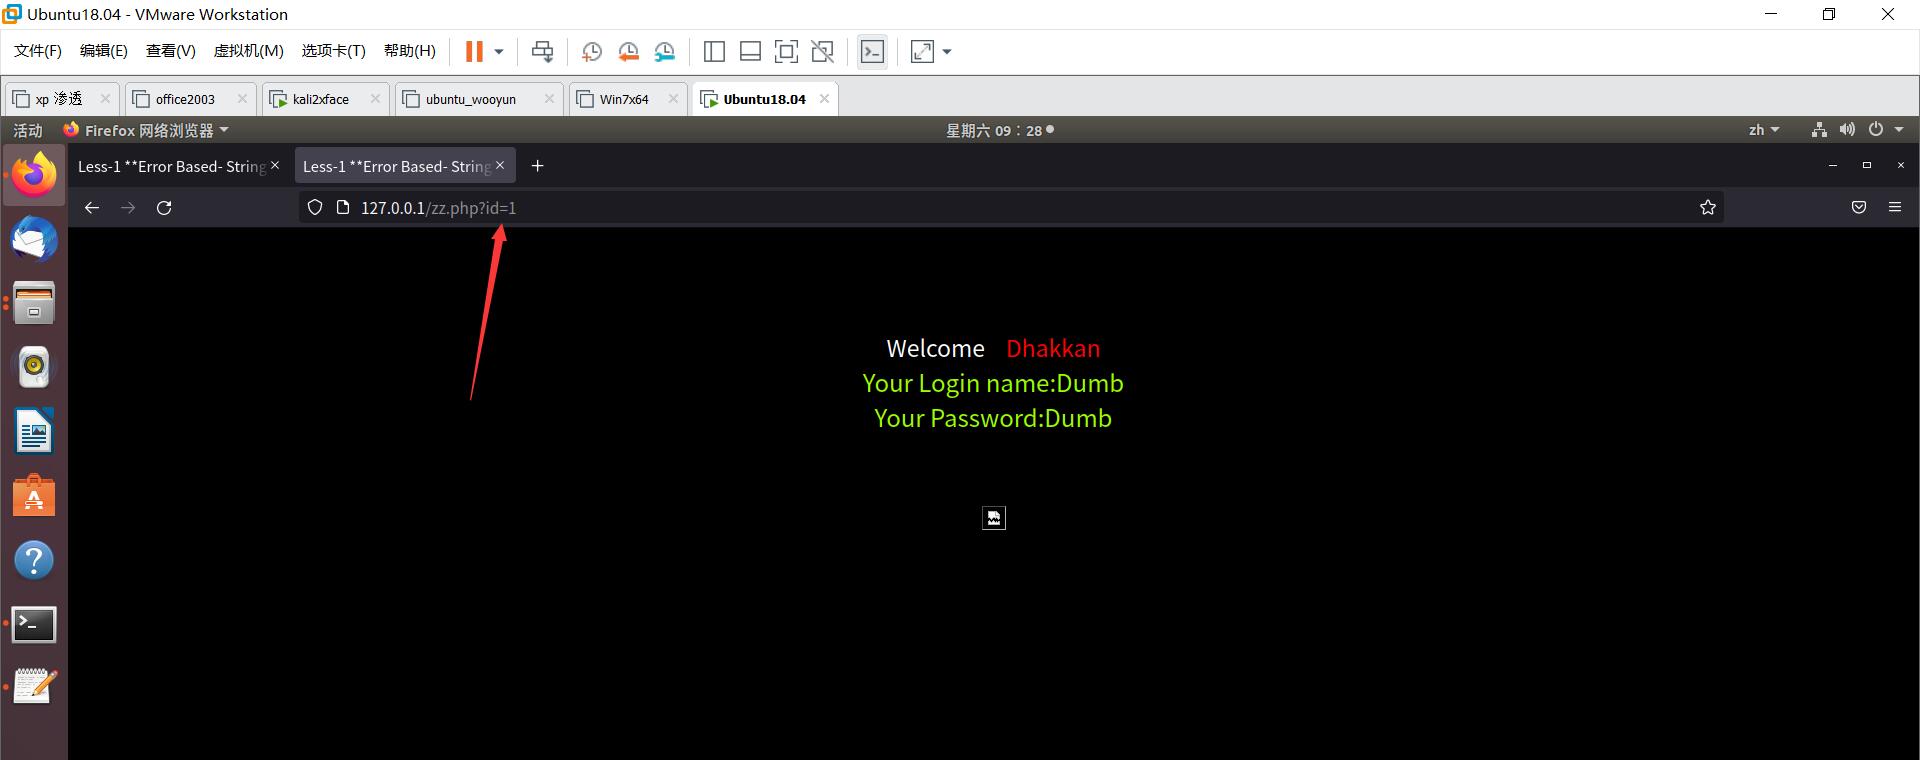 Ubuntu18.04 - VMware Workstation
文件(F) 编辑(E) 查看(V) 虚拟机(M) 选项卡(T) 帮助(H)
xp 渗透 office2003 kali2xface ubuntu_wooyun Win7x64 Ubuntu18.04
活动 Firefox 网络浏览器 星期六 09：28 zh
Less-1 **Error Based- String Less-1 **Error Based- String
127.0.0.1/zz.php?id=1
Welcome Dhakkan
Your Login name:Dumb
Your Password:Dumb